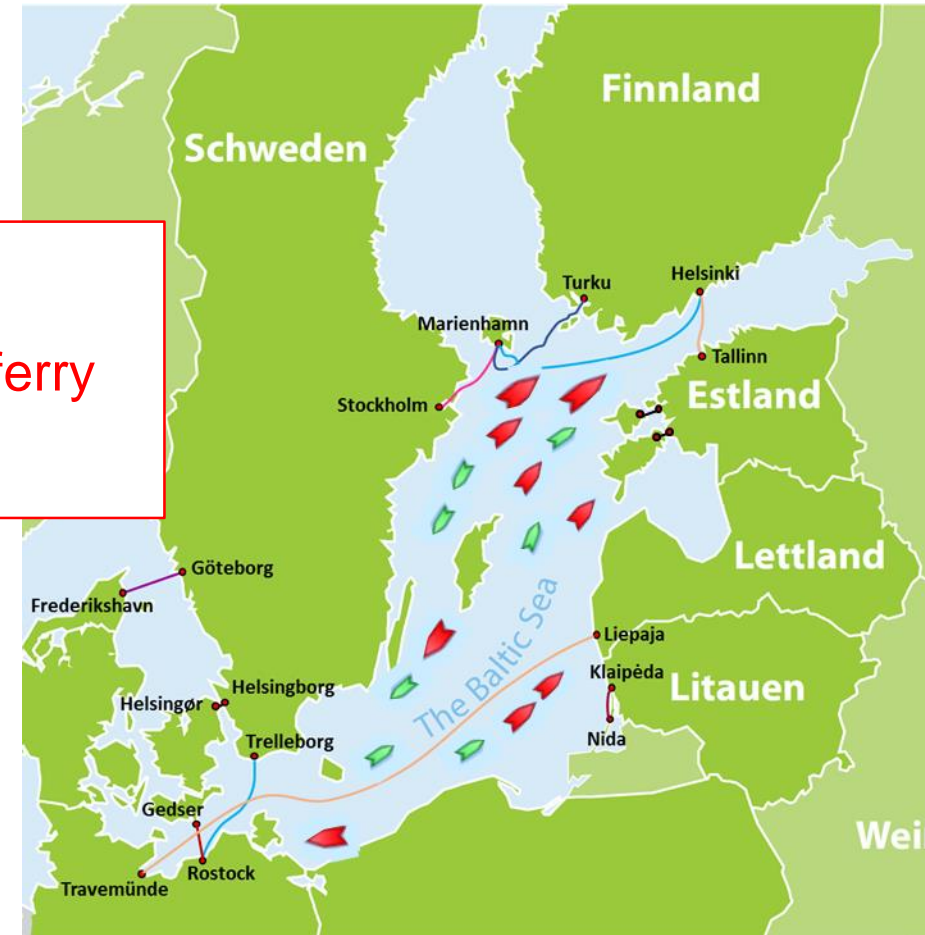 Finnland
Schweden
Turku
Helsinki
Marienhamn
Tallinn
ferry
Estland
Stockholm
Lettland
Göteborg
Frederikshavn
The Baltic Sea
Liepaja
Klaipėda
Litauen
Helsingborg
Helsingør
Nida
Trelleborg
Gedser
Wei
Rostock
Travemünde